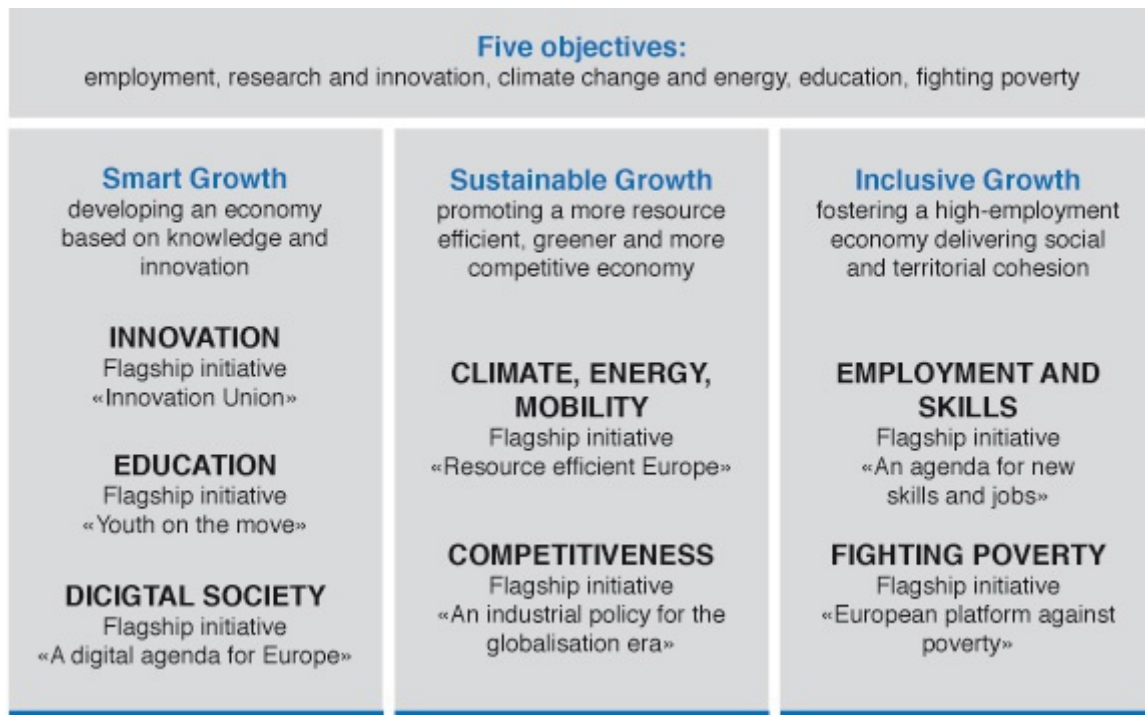 Five objectives:
employment, research and innovation, climate change and energy, education, fighting poverty
Smart Growth
developing an economy
based on knowledge and
innovation
INNOVATION
Flagship initiative
«Innovation Union»
EDUCATION
Flagship initiative
«Youth on the move»
DICIGTAL SOCIETY
Flagship initiative
«A digital agenda for Europe»
Sustainable Growth
promoting a more resource
efficient, greener and more
competitive economy
CLIMATE, ENERGY,
MOBILITY
Flagship initiative
«Resource efficient Europe»
COMPETITIVENESS
Flagship initiative
«An industrial policy for the
globalisation era»
Inclusive Growth
fostering a high-employment
economy delivering social
and territorial cohesion
EMPLOYMENT AND
SKILLS
Flagship initiative
«An agenda for new
skills and jobs»
FIGHTING POVERTY
Flagship initiative
«European platform against
poverty»